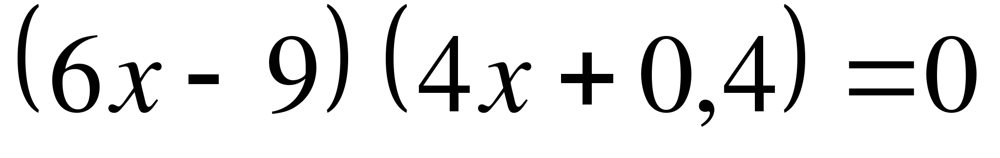 (6x - 9) (4x + 0,4) =0